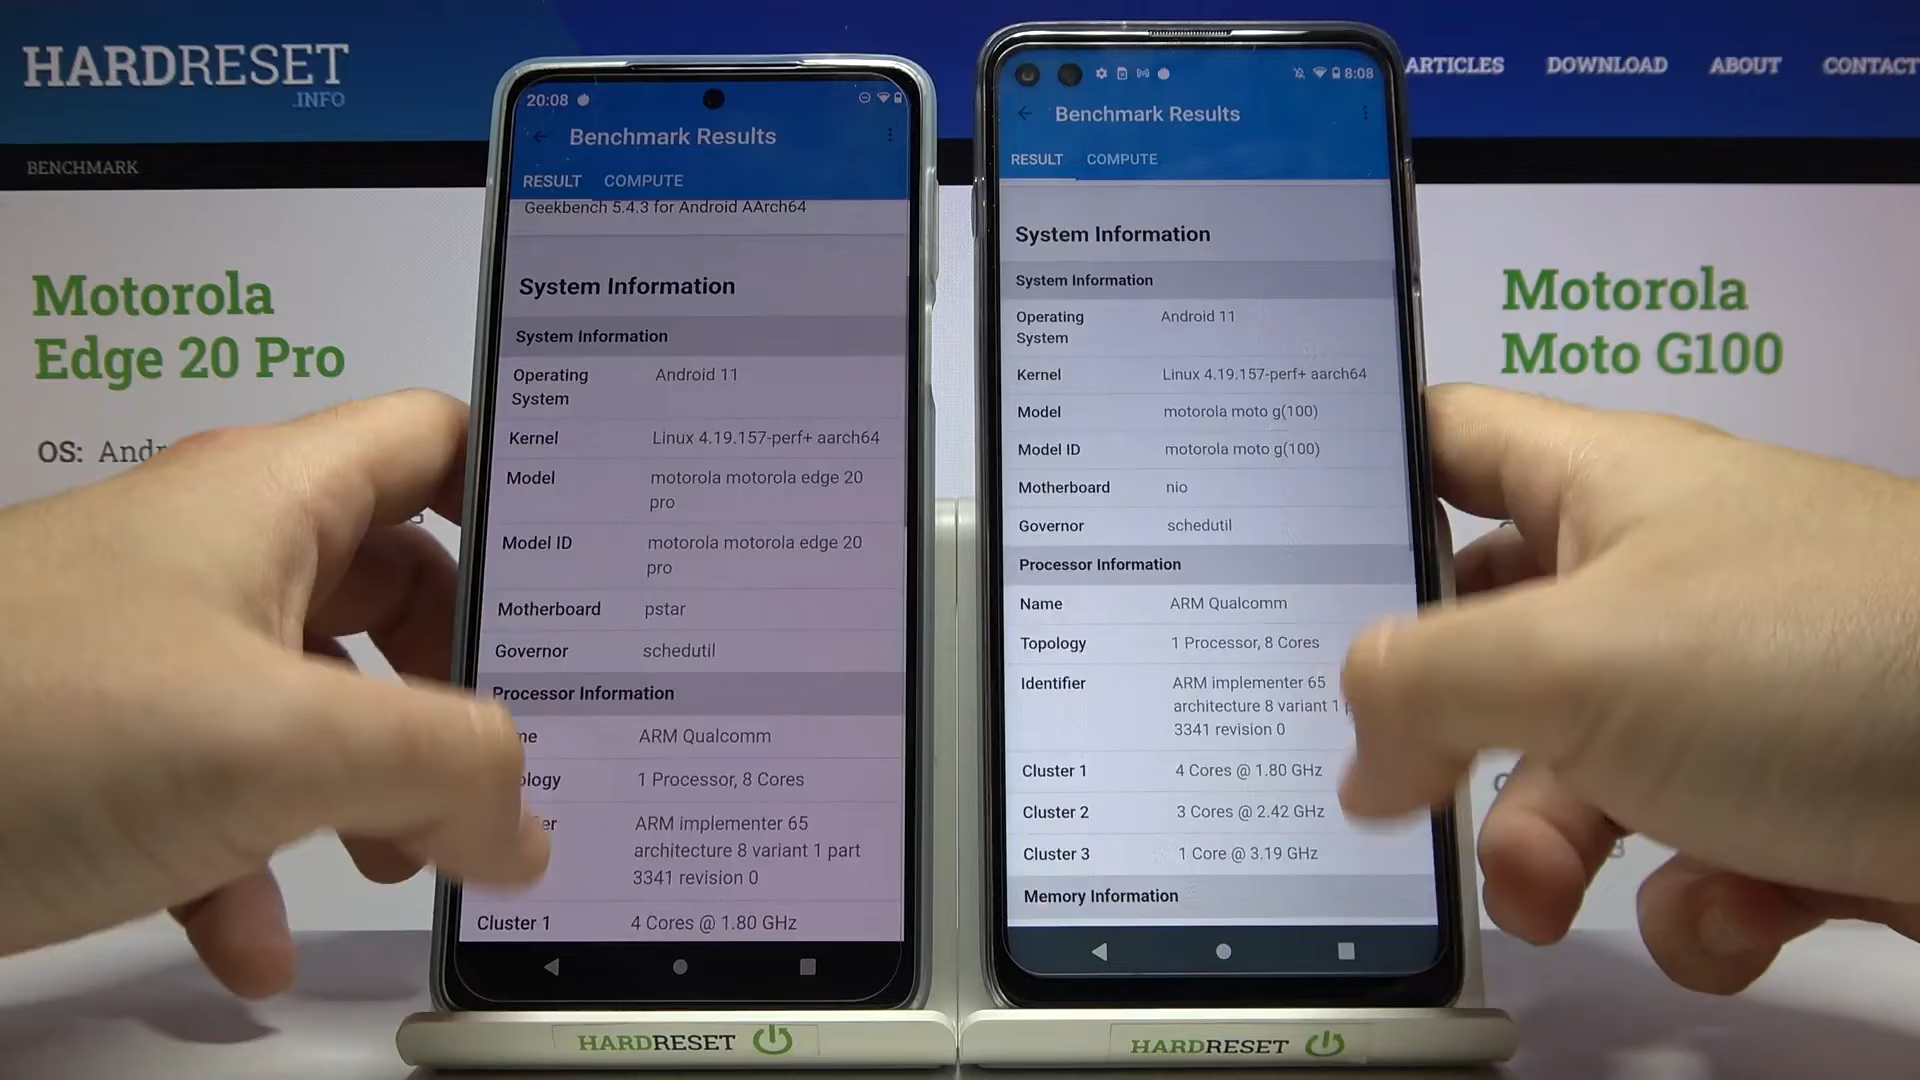 HARDRESET
.INFO
ARTICLES DOWNLOAD ABOUT CONTACT
BENCHMARK
Motorola
Edge 20 Pro
OS: Andr
20:08
Benchmark Results
RESULT COMPUTE
Geekbench 5.4.3 for Android AArch64
System Information
System Information
Operating System Android 11
Kernel Linux 4.19.157-perf+ aarch64
Model motorola motorola edge 20
pro
Model ID motorola motorola edge 20
pro
Motherboard pstar
Governor schedutil
Processor Information
me ARM Qualcomm
ology 1 Processor, 8 Cores
er ARM implementer 65
architecture 8 variant 1 part
3341 revision 0
Cluster 1 4 Cores @ 1.80 GHz
HARDRESET
8:08
Benchmark Results
RESULT COMPUTE
System Information
System Information
Operating System Android 11
Kernel Linux 4.19.157-perf+ aarch64
Model motorola moto g(100)
Model ID motorola moto g(100)
Motherboard nio
Governor schedutil
Processor Information
Name ARM Qualcomm
Topology 1 Processor, 8 Cores
Identifier ARM implementer 65
architecture 8 variant 1 p
3341 revision 0
Cluster 1 4 Cores @ 1.80 GHz
Cluster 2 3 Cores @ 2.42 GHz
Cluster 3 1 Core @ 3.19 GHz
Memory Information
HARDRESET
Motorola
Moto G100